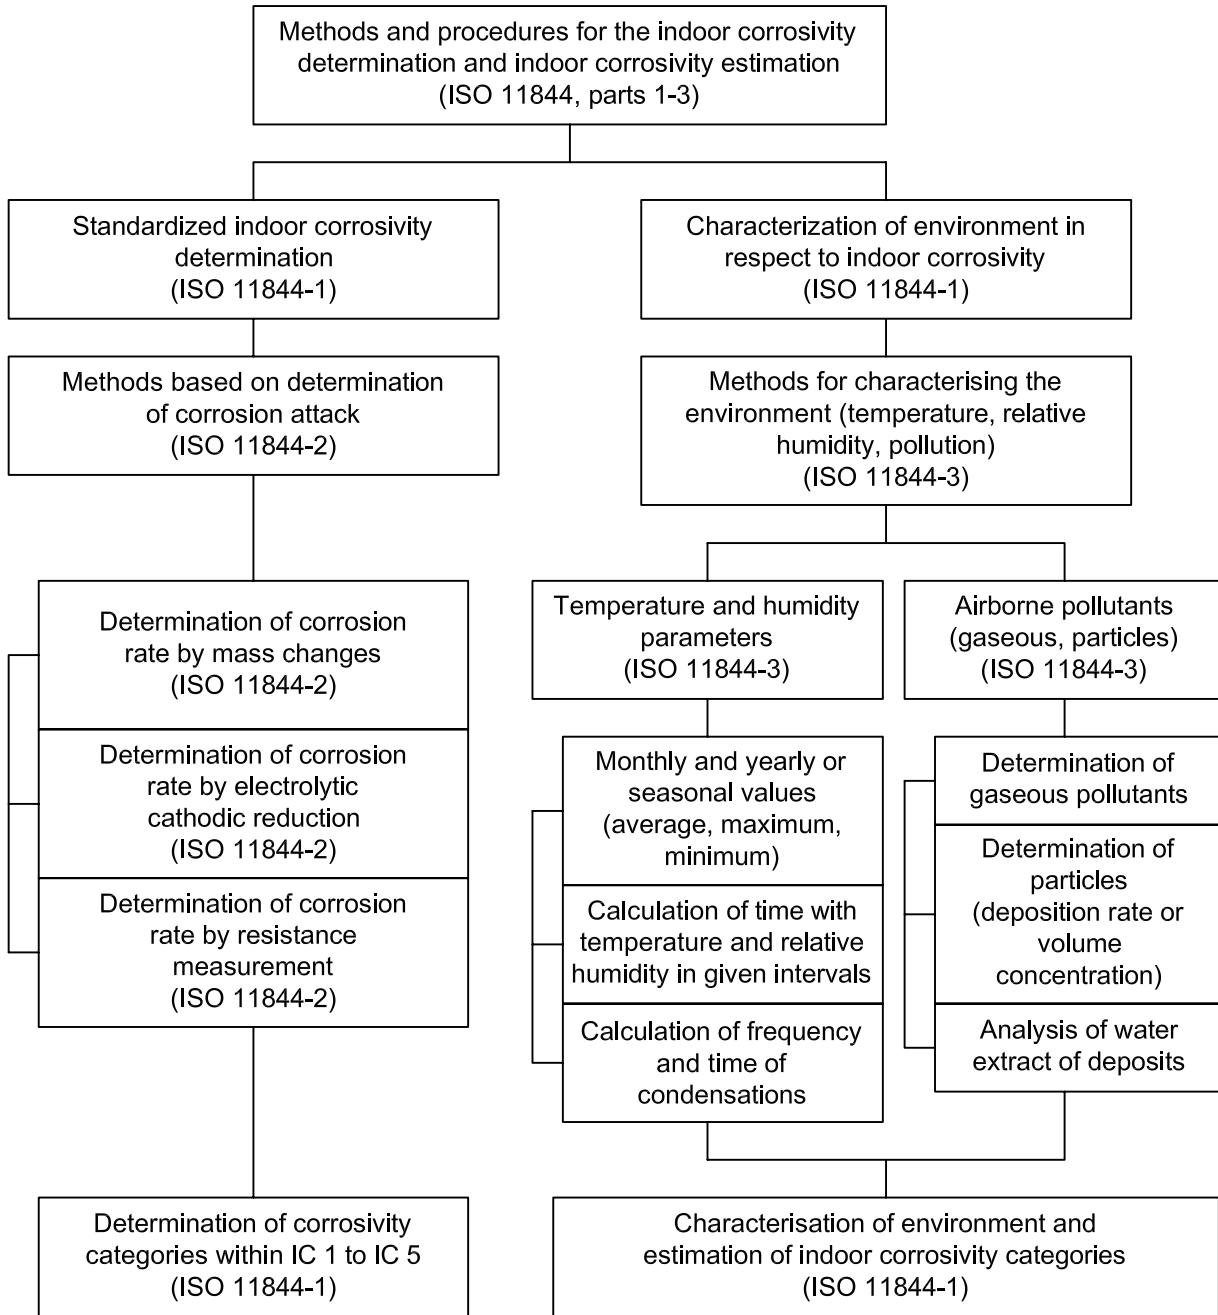 Methods and procedures for the indoor corrosivity
determination and indoor corrosivity estimation
(ISO 11844, parts 1-3)
Standardized indoor corrosivity
determination
(ISO 11844-1)
Characterization of environment in
respect to indoor corrosivity
(ISO 11844-1)
Methods based on determination
of corrosion attack
(ISO 11844-2)
Methods for characterising the
environment (temperature, relative
humidity, pollution)
(ISO 11844-3)
Determination of corrosion
rate by mass changes
(ISO 11844-2)
Determination of corrosion
rate by electrolytic
cathodic reduction
(ISO 11844-2)
Determination of corrosion
rate by resistance
measurement
(ISO 11844-2)
Temperature and humidity
parameters
(ISO 11844-3)
Monthly and yearly or
seasonal values
(average, maximum,
minimum)
Calculation of time with
temperature and relative
humidity in given intervals
Calculation of frequency
and time of
condensations
Airborne pollutants
(gaseous, particles)
(ISO 11844-3)
Determination of
gaseous pollutants
Determination of
particles
(deposition rate or
volume
concentration)
Analysis of water
extract of deposits
Determination of corrosivity
categories within IC 1 to IC 5
(ISO 11844-1)
Characterisation of environment and
estimation of indoor corrosivity categories
(ISO 11844-1)